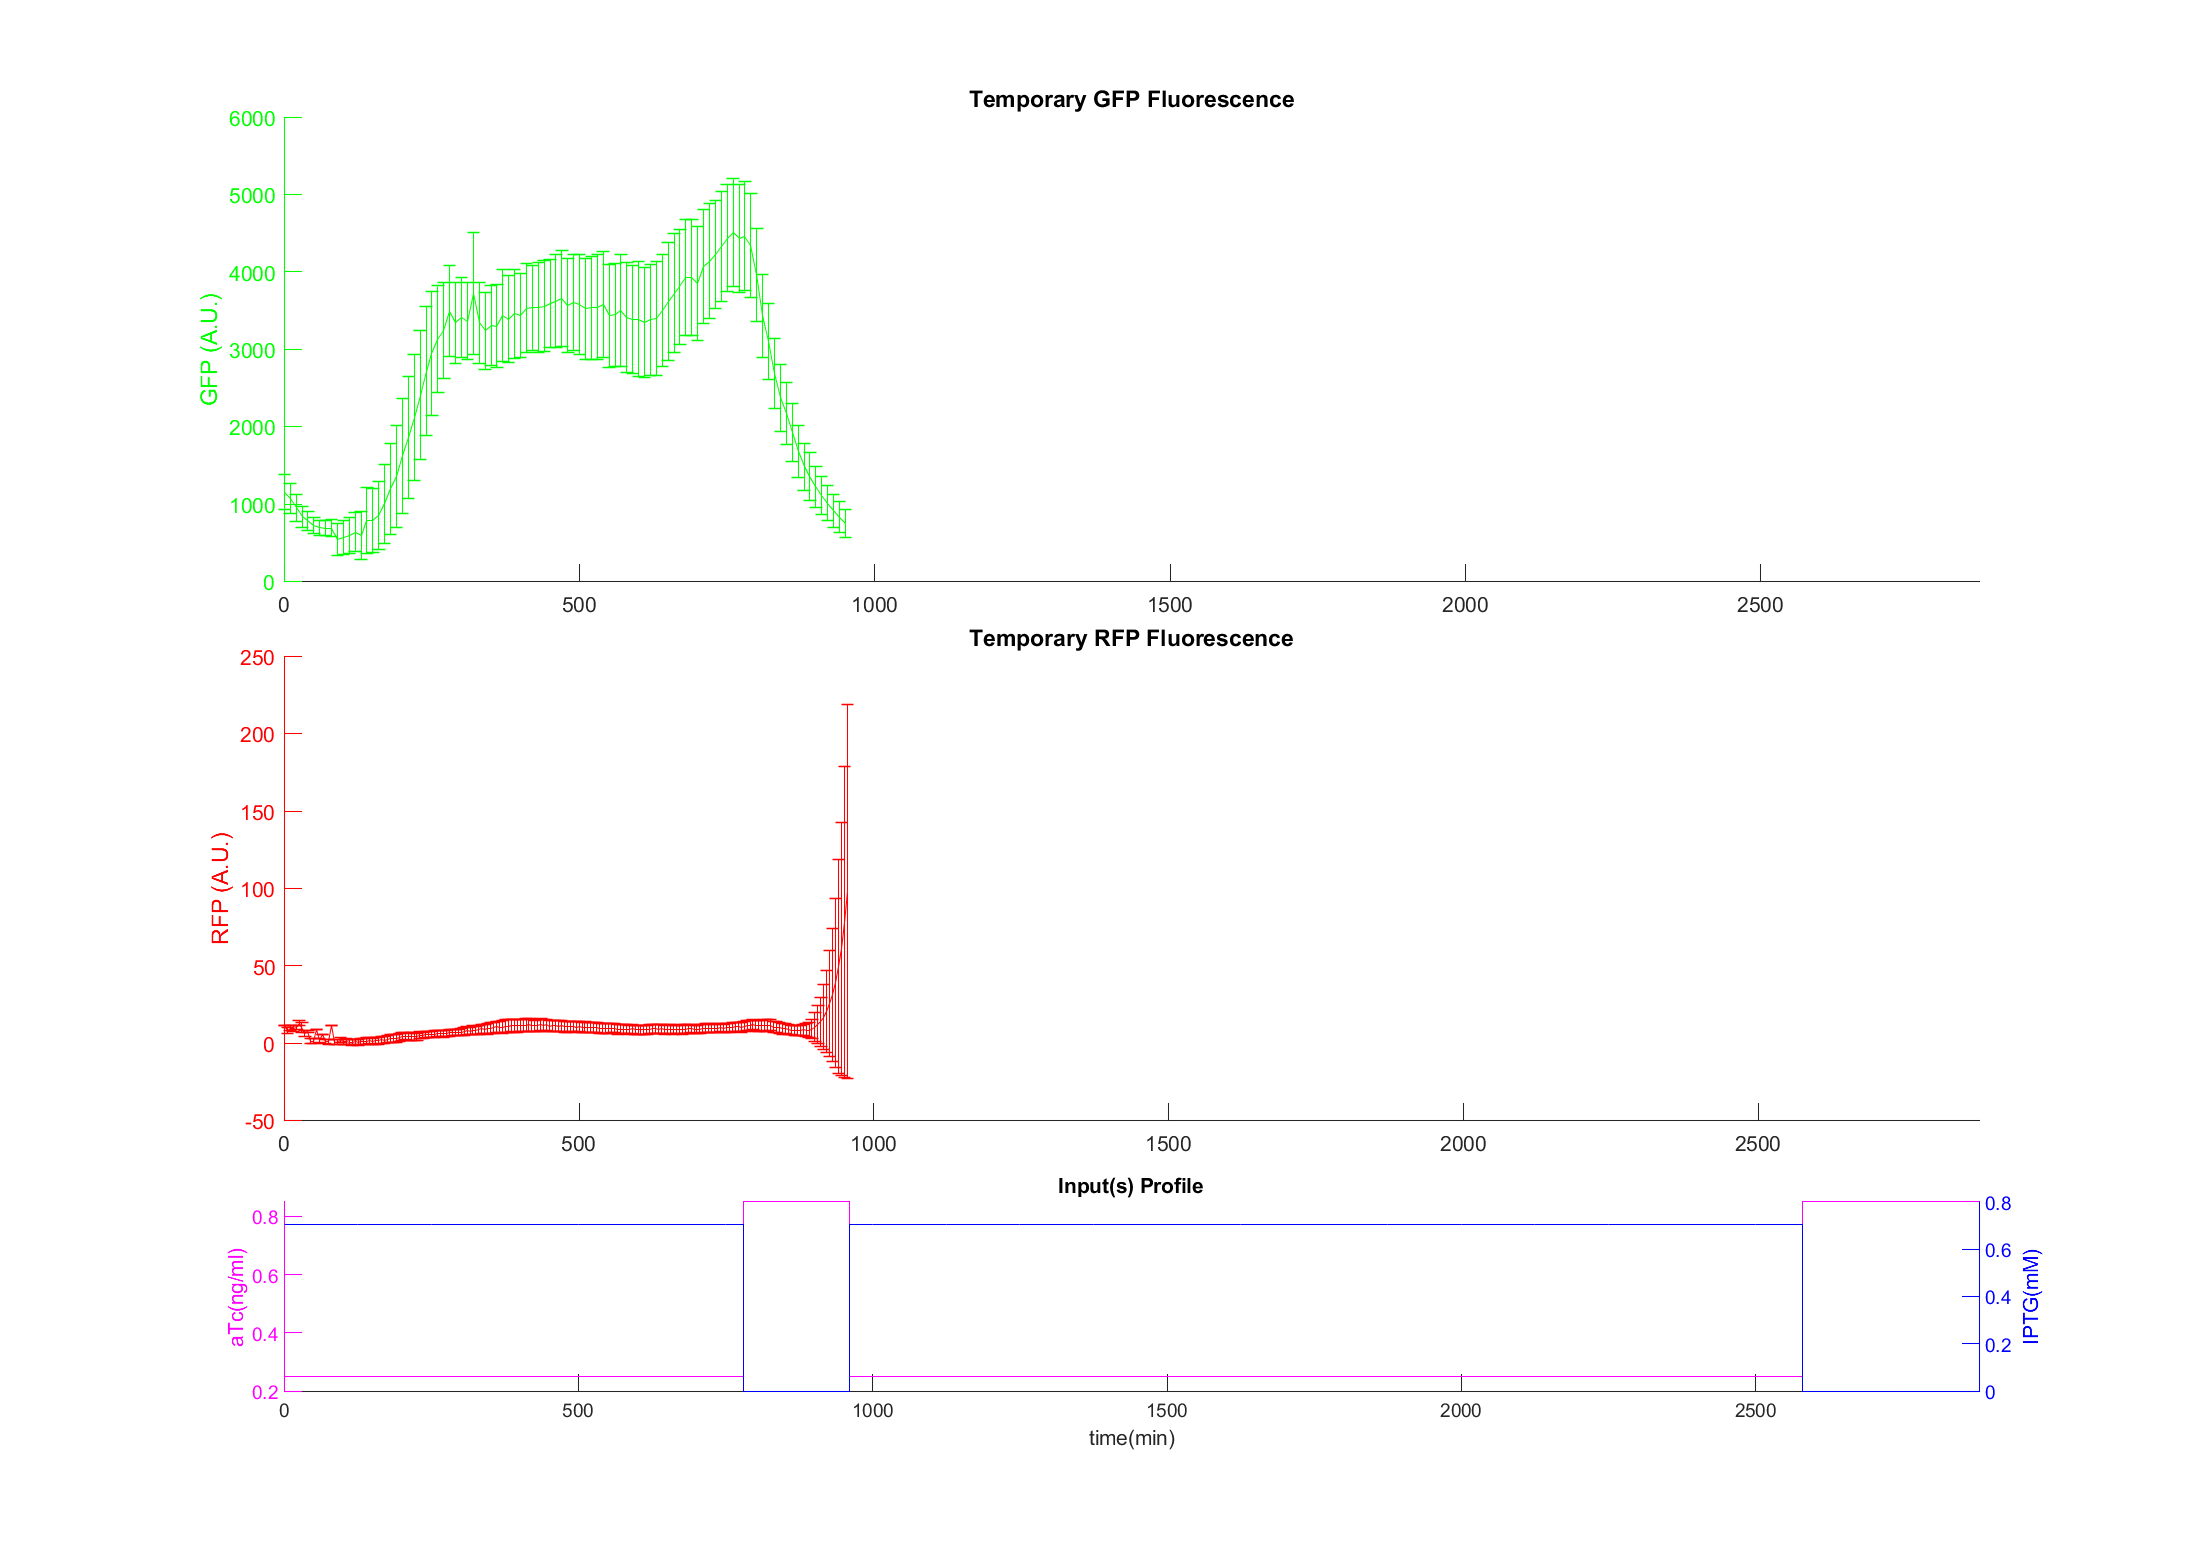 Temporary GFP Fluorescence
6000
5000
4000
3000
2000
1000
0
GFP (A.U.)
0 500 1000 1500 2000 2500
Temporary RFP Fluorescence
250
200
150
100
50
0
-50
RFP (A.U.)
0 500 1000 1500 2000 2500
Input(s) Profile
0.8
0.6
0.4
0.2
aTc(ng/ml)
0.8
0.6
0.4
0.2
0
IPTG(mM)
0 500 1000 1500 2000 2500
time(min)